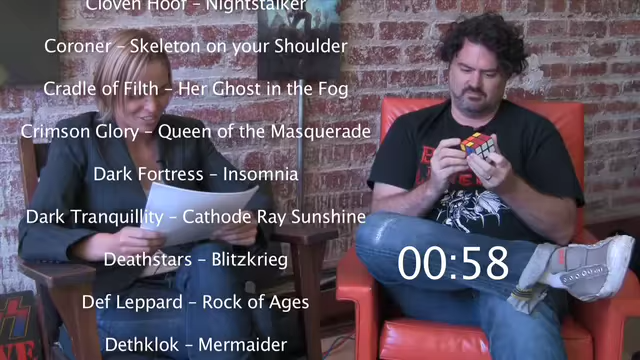 Cloven Hoof – Nightstalker
Coroner – Skeleton on your Shoulder
Cradle of Filth – Her Ghost in the Fog
Crimson Glory – Queen of the Masquerade
Dark Fortress – Insomnia
Dark Tranquillity – Cathode Ray Sunshine
Deathstars – Blitzkrieg
00:58
Def Leppard – Rock of Ages
Dethklok – Mermaider